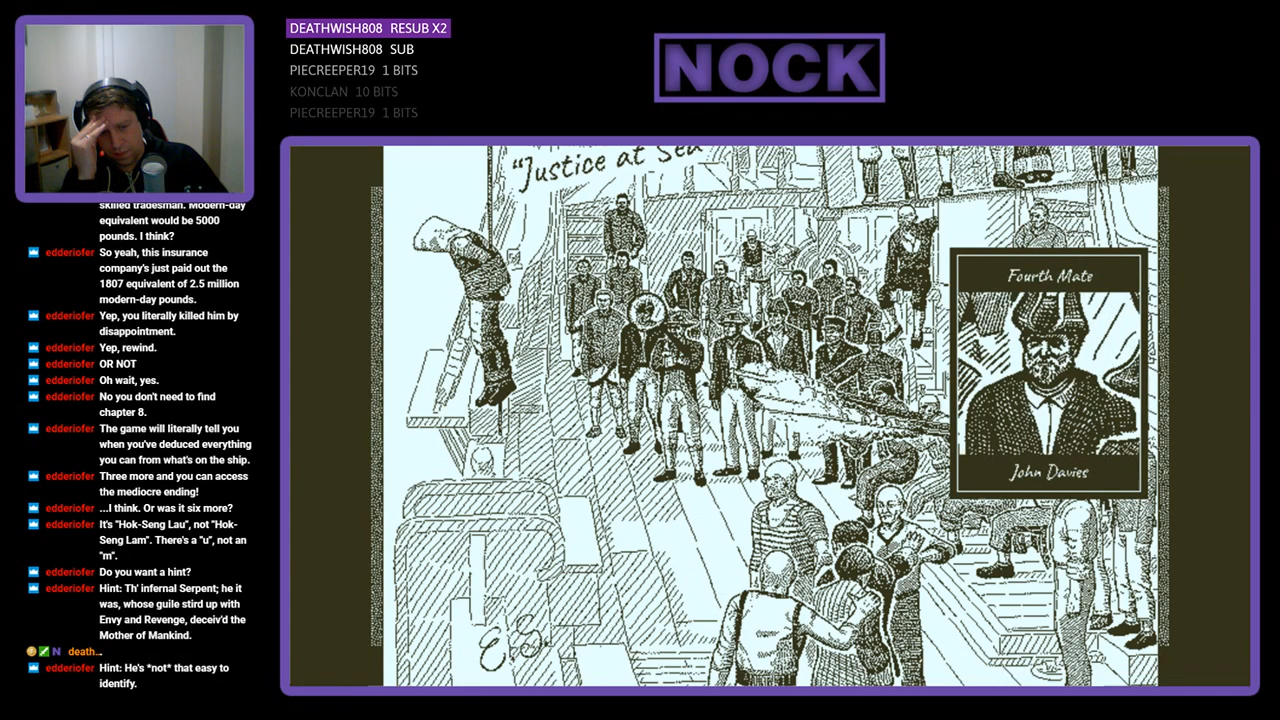 DEATHWISH808 RESUB X2
DEATHWISH808 SUB
PIECREEPER19 1 BITS
KONCLAN 10 BITS
PIECREEPER19 1 BITS
NOCK
skilled tradesman. Modern-day
equivalent would be 5000
pounds. I think?
edderiofer So yeah, this insurance
company's just paid out the
1807 equivalent of 2.5 million
modern-day pounds.
edderiofer Yep, you literally killed him by
disappointment.
edderiofer Yep, rewind.
edderiofer OR NOT
edderiofer Oh wait, yes.
edderiofer No you don't need to find
chapter 8.
edderiofer The game will literally tell you
when you've deduced everything
you can from what's on the ship.
edderiofer Three more and you can access
the mediocre ending!
edderiofer ...I think. Or was it six more?
edderiofer It's "Hok-Seng Lau", not "Hok-
Seng Lam". There's a "u", not an
"m".
edderiofer Do you want a hint?
edderiofer Hint: Th' infernal Serpent; he it
was, whose guile stird up with
Envy and Revenge, deceiv'd the
Mother of Mankind.
N death... .
edderiofer Hint: He's *not* that easy to
identify.
"Justice at Sea
Fourth Mate
John Davies
E.S.